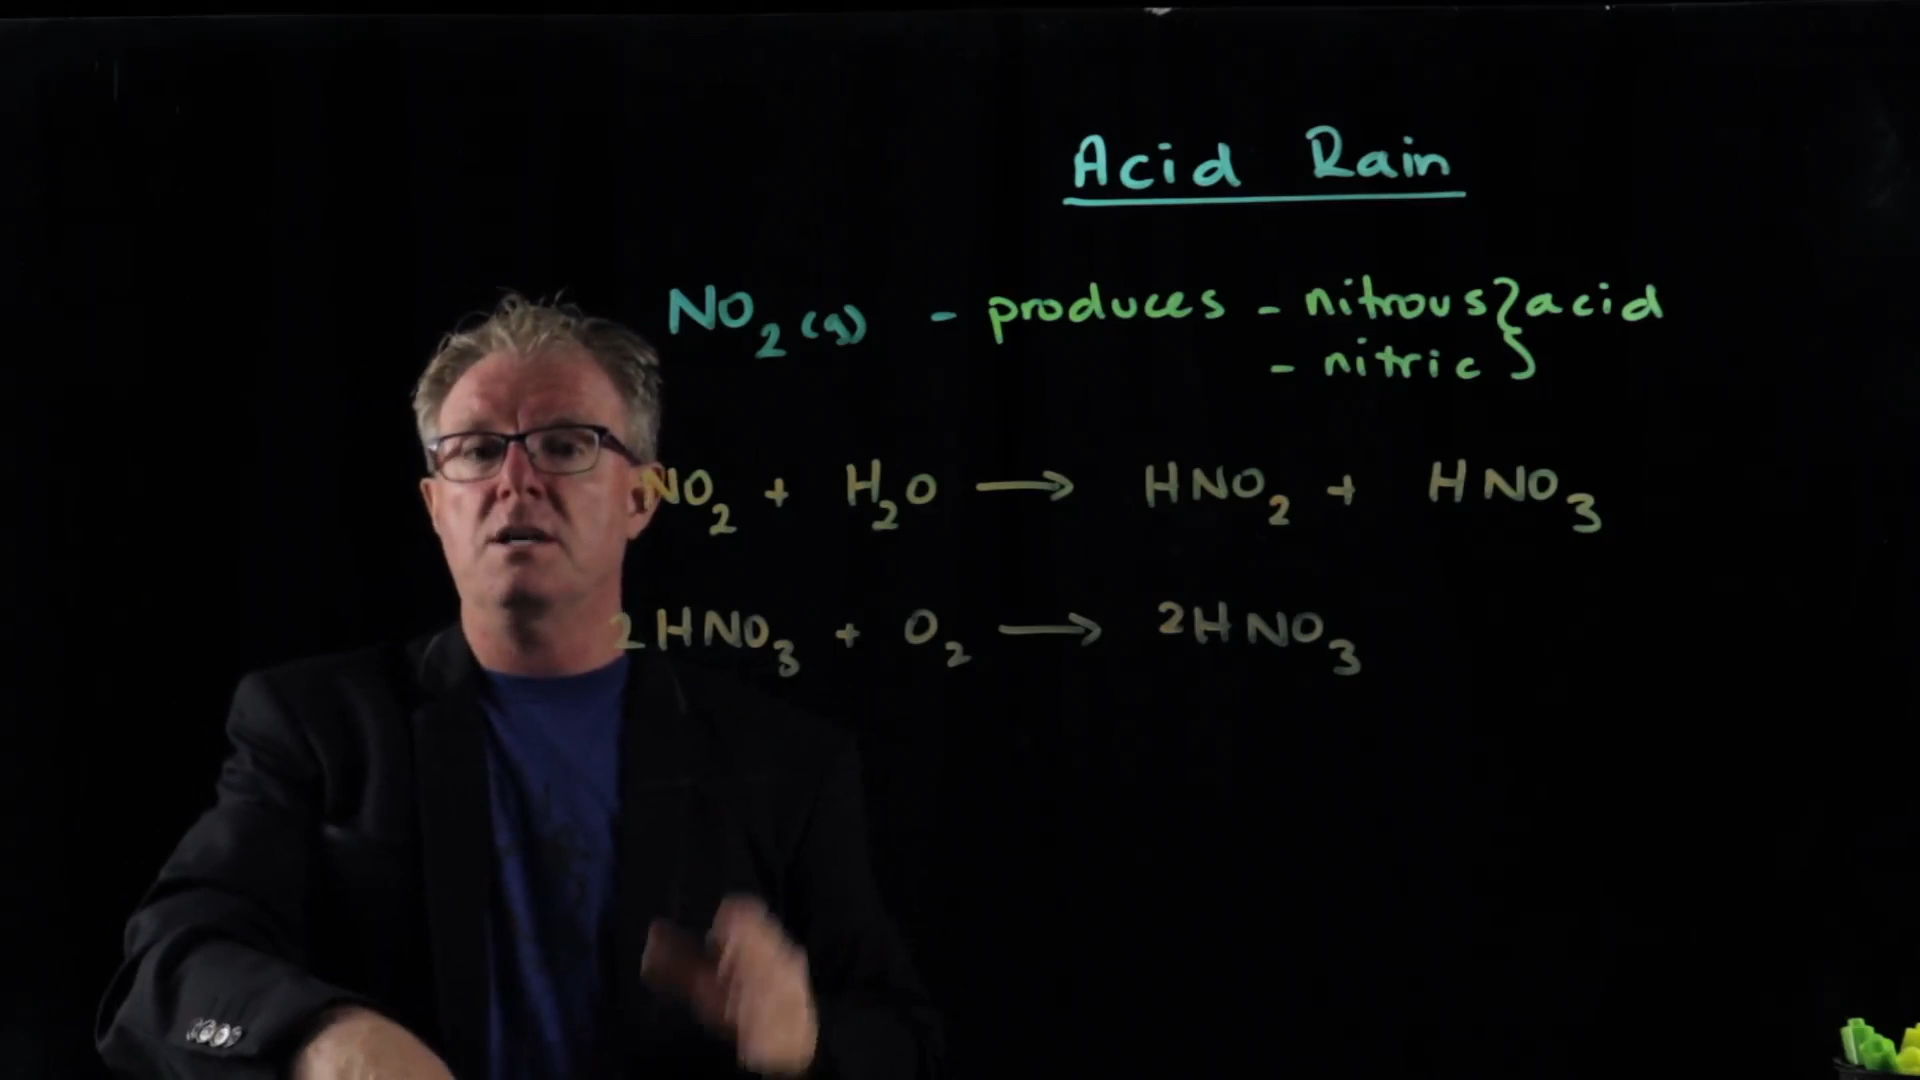 Acid Rain
NO₂(g) - produces - nitrous } acid
- nitric }
NO₂ + H₂O → HNO₂ + HNO₃
2HNO₃ + O₂ → 2HNO₃